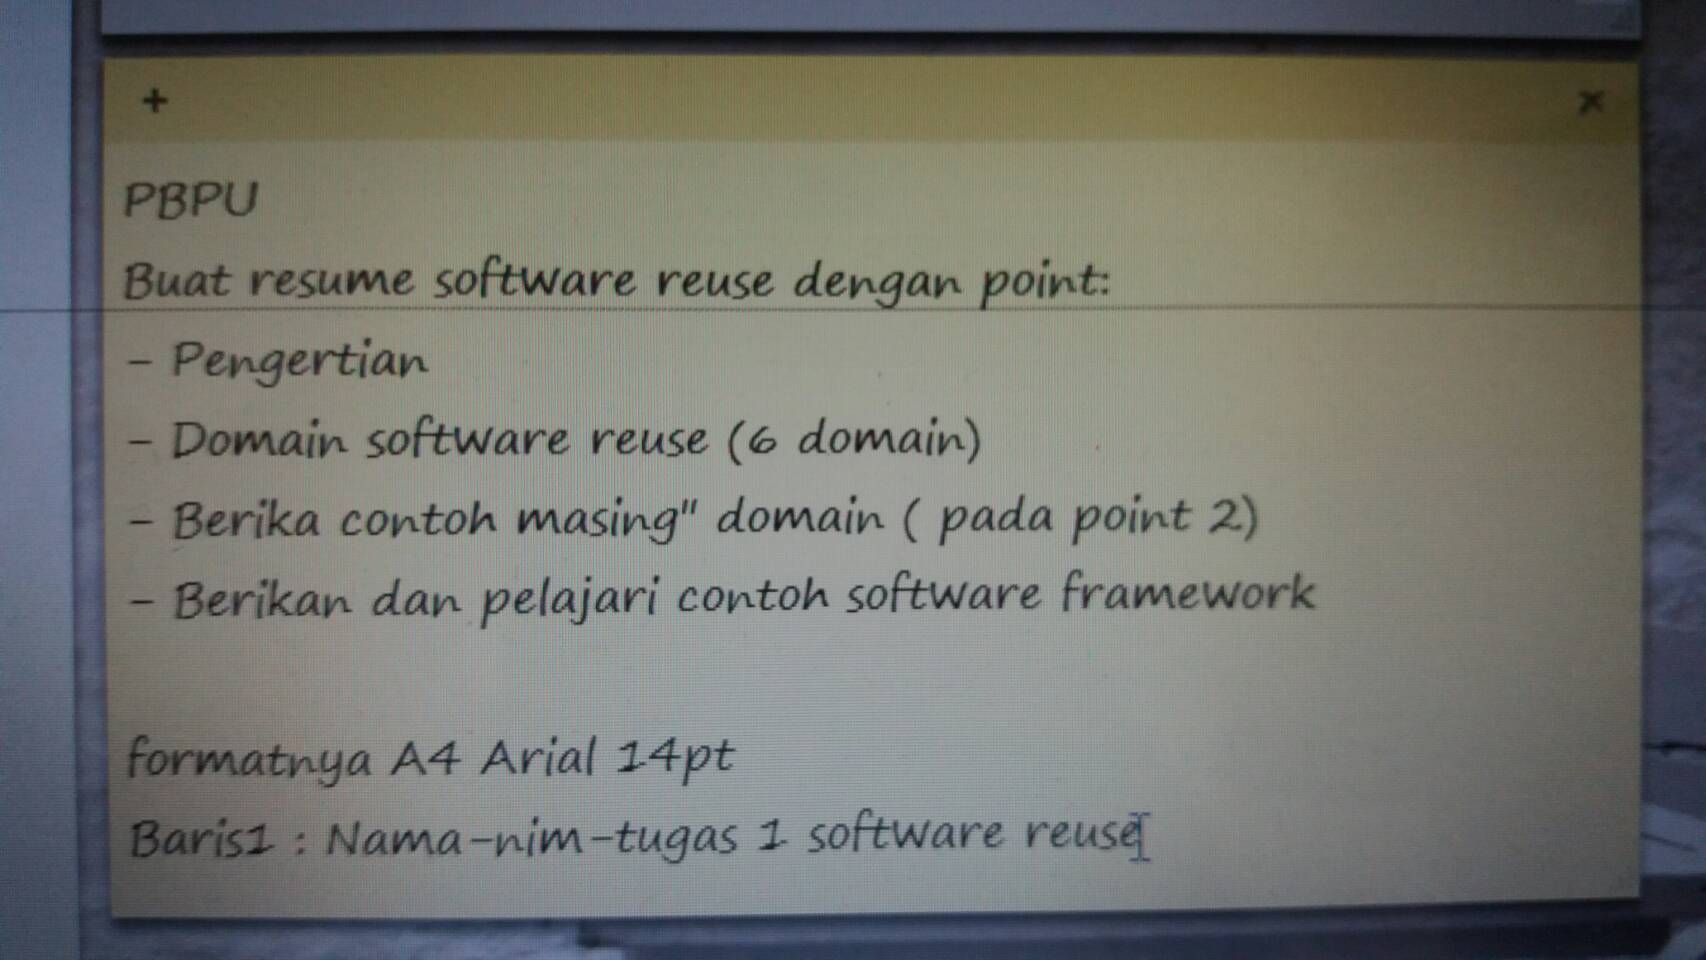 PBPU
Buat resume software reuse dengan point:
- Pengertian
- Domain software reuse (6 domain)
- Berika contoh masing" domain ( pada point 2)
- Berikan dan pelajari contoh software framework
formatnya A4 Arial 14pt
Baris1 : Nama-nim-tugas 1 software reuse